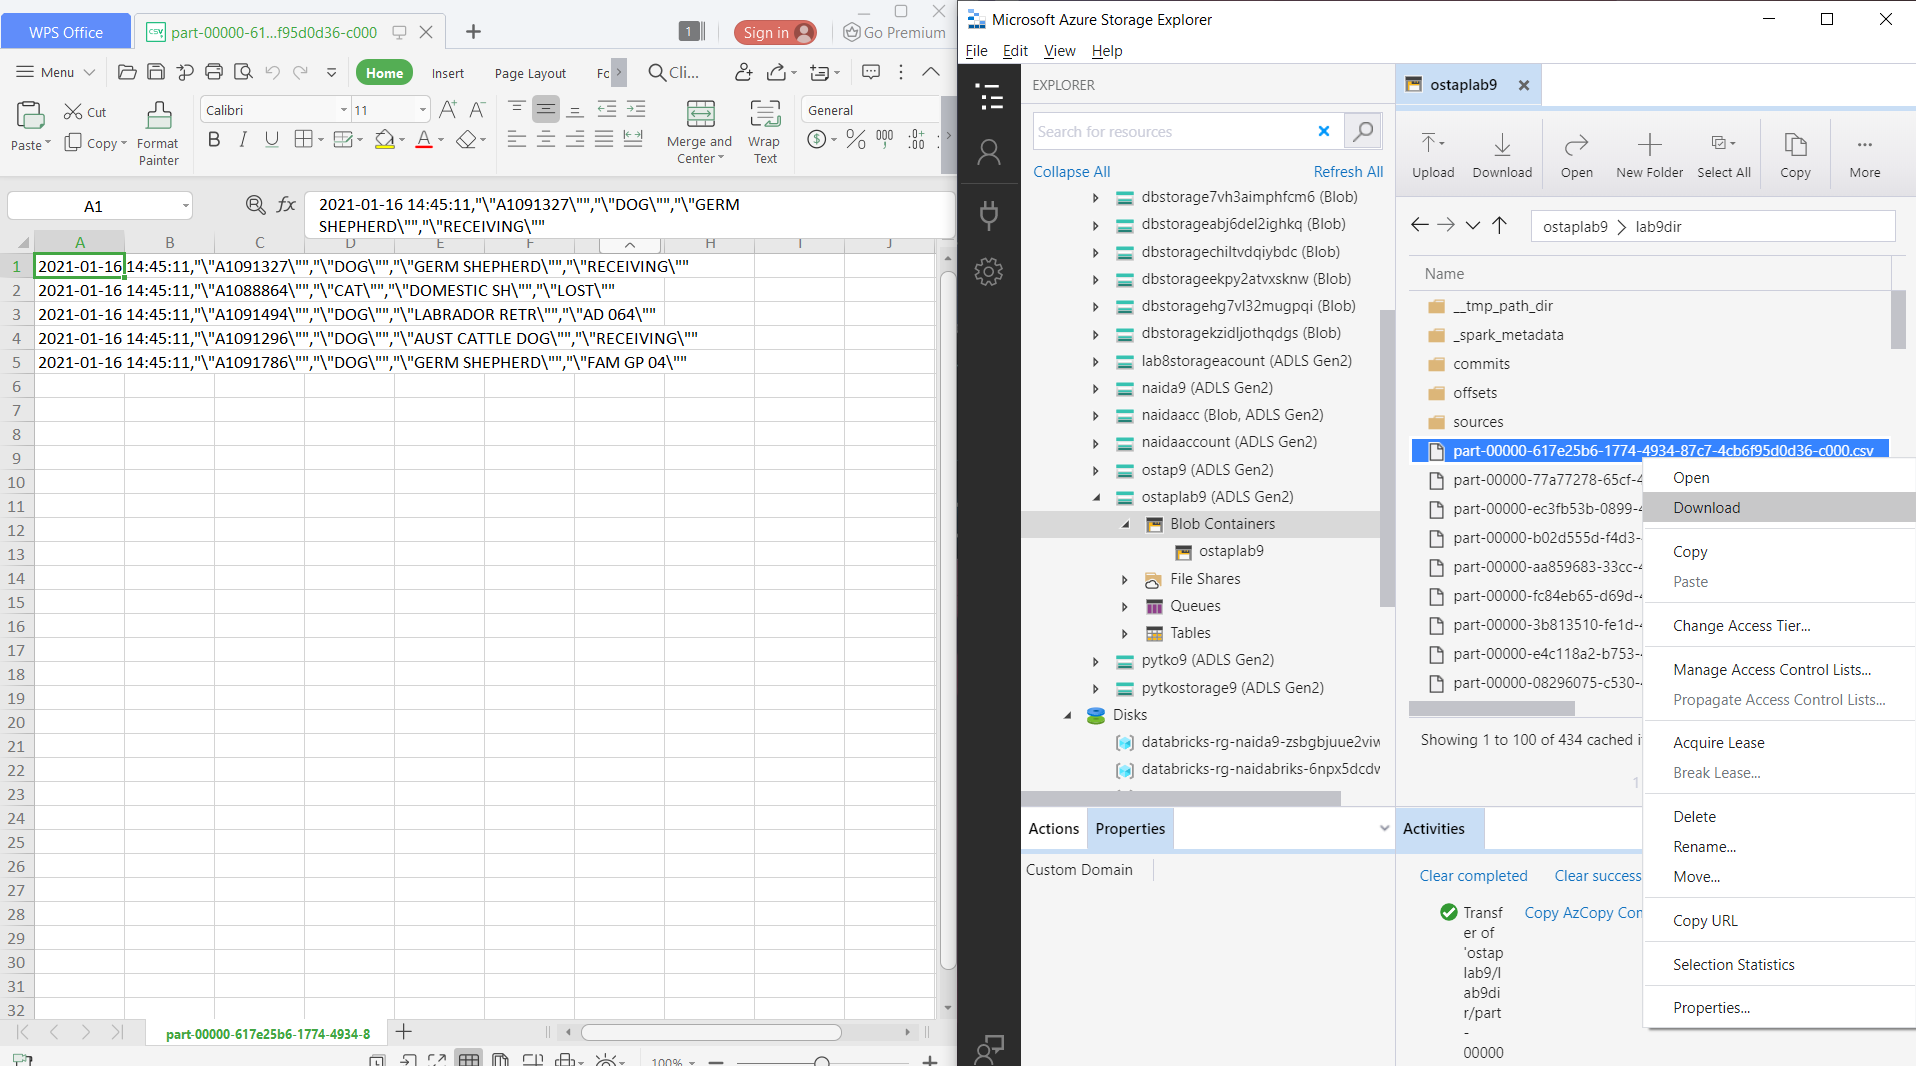 WPS Office
part-00000-61...f95d0d36-c000
1
Sign in
Go Premium
Menu
Home
Insert
Page Layout
Fo
Cli...
Paste
Cut
Copy
Format
Painter
Calibri
11
B I U
Merge and
Center
Wrap
Text
General
A1
fx
2021-01-16 14:45:11,"\"A1091327\"","\"DOG\"","\"GERM
SHEPHERD\"","\"RECEIVING\""
A B C D E F H I J
1 2021-01-16 14:45:11,"\"A1091327\"","\"DOG\"","\"GERM SHEPHERD\"","\"RECEIVING\""
2 2021-01-16 14:45:11,"\"A1088864\"","\"CAT\"","\"DOMESTIC SH\"","\"LOST\""
3 2021-01-16 14:45:11,"\"A1091494\"","\"DOG\"","\"LABRADOR RETR\"","\"AD 064\""
4 2021-01-16 14:45:11,"\"A1091296\"","\"DOG\"","\"AUST CATTLE DOG\"","\"RECEIVING\""
5 2021-01-16 14:45:11,"\"A1091786\"","\"DOG\"","\"GERM SHEPHERD\"","\"FAM GP 04\""
6
7
8
9
10
11
12
13
14
15
16
17
18
19
20
21
22
23
24
25
26
27
28
29
30
31
32
part-00000-617e25b6-1774-4934-8
100%
Microsoft Azure Storage Explorer
File Edit View Help
EXPLORER
Search for resources
Collapse All
Refresh All
dbstorage7vh3aimphfcm6 (Blob)
dbstorageabj6del2ighkq (Blob)
dbstoragechiltvdqiybdc (Blob)
dbstorageekpy2atvxsknw (Blob)
dbstoragehg7vl32mugpqi (Blob)
dbstoragekzidljothqdgs (Blob)
lab8storageacount (ADLS Gen2)
naida9 (ADLS Gen2)
naidaacc (Blob, ADLS Gen2)
naidaaccount (ADLS Gen2)
ostap9 (ADLS Gen2)
ostaplab9 (ADLS Gen2)
Blob Containers
ostaplab9
File Shares
Queues
Tables
pytko9 (ADLS Gen2)
pytkostorage9 (ADLS Gen2)
Disks
databricks-rg-naida9-zsbgbjuue2viw
databricks-rg-naidabriks-6npx5dcdv
Actions
Properties
Custom Domain
ostaplab9
Upload
Download
Open
New Folder
Select All
Copy
More
ostaplab9 > lab9dir
Name
__tmp_path_dir
_spark_metadata
commits
offsets
sources
part-00000-617e25b6-1774-4934-87c7-4cb6f95d0d36-c000.csv
part-00000-77a77278-65cf-4
part-00000-ec3fb53b-0899-4
part-00000-b02d555d-f4d3-
part-00000-aa859683-33cc-4
part-00000-fc84eb65-d69d-4
part-00000-3b813510-fe1d-4
part-00000-e4c118a2-b753-4
part-00000-08296075-c530-4
Showing 1 to 100 of 434 cached it
1
Open
Download
Copy
Paste
Change Access Tier...
Manage Access Control Lists...
Propagate Access Control Lists...
Acquire Lease
Break Lease...
Delete
Rename...
Move...
Copy URL
Selection Statistics
Properties...
Activities
Clear completed
Clear success
Transf
er of
'ostap
lab9/l
ab9di
r/part
-
00000
Copy AzCopy Con